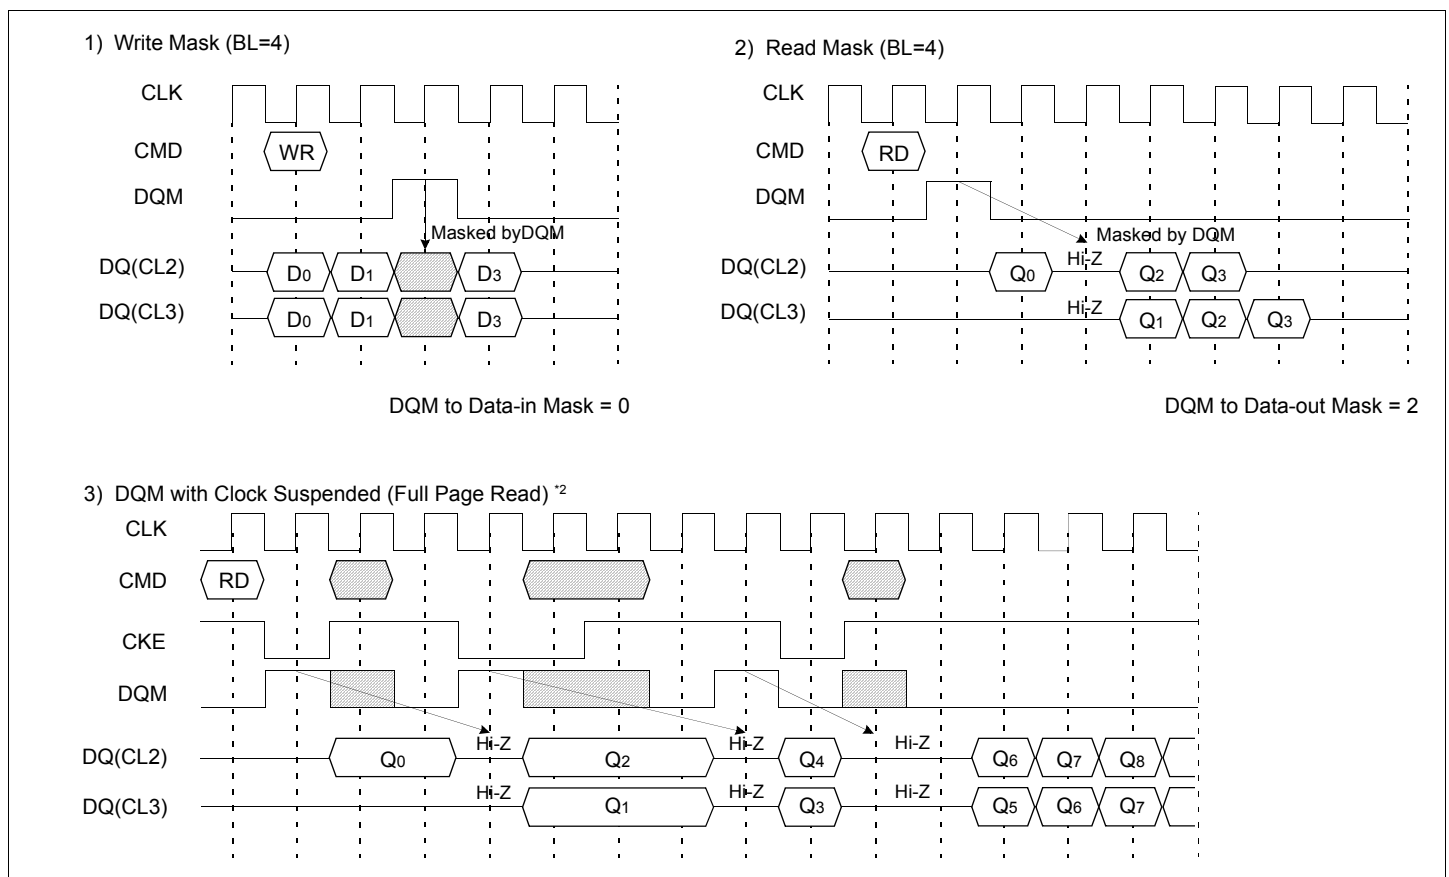 1) Write Mask (BL=4)
CLK
CMD WR
DQM
Masked byDQM
DQ(CL2) D0 D1 D3
DQ(CL3) D0 D1 D3
DQM to Data-in Mask = 0
2) Read Mask (BL=4)
CLK
CMD RD
DQM
Masked by DQM
DQ(CL2) Q0 Hi-Z Q2 Q3
DQ(CL3) Hi-Z Q1 Q2 Q3
DQM to Data-out Mask = 2
3) DQM with Clock Suspended (Full Page Read) *2
CLK
CMD RD
CKE
DQM
DQ(CL2) Q0 Hi-Z Q2 Hi-Z Q4 Hi-Z Q6 Q7 Q8
DQ(CL3) Hi-Z Q1 Hi-Z Q3 Hi-Z Q5 Q6 Q7